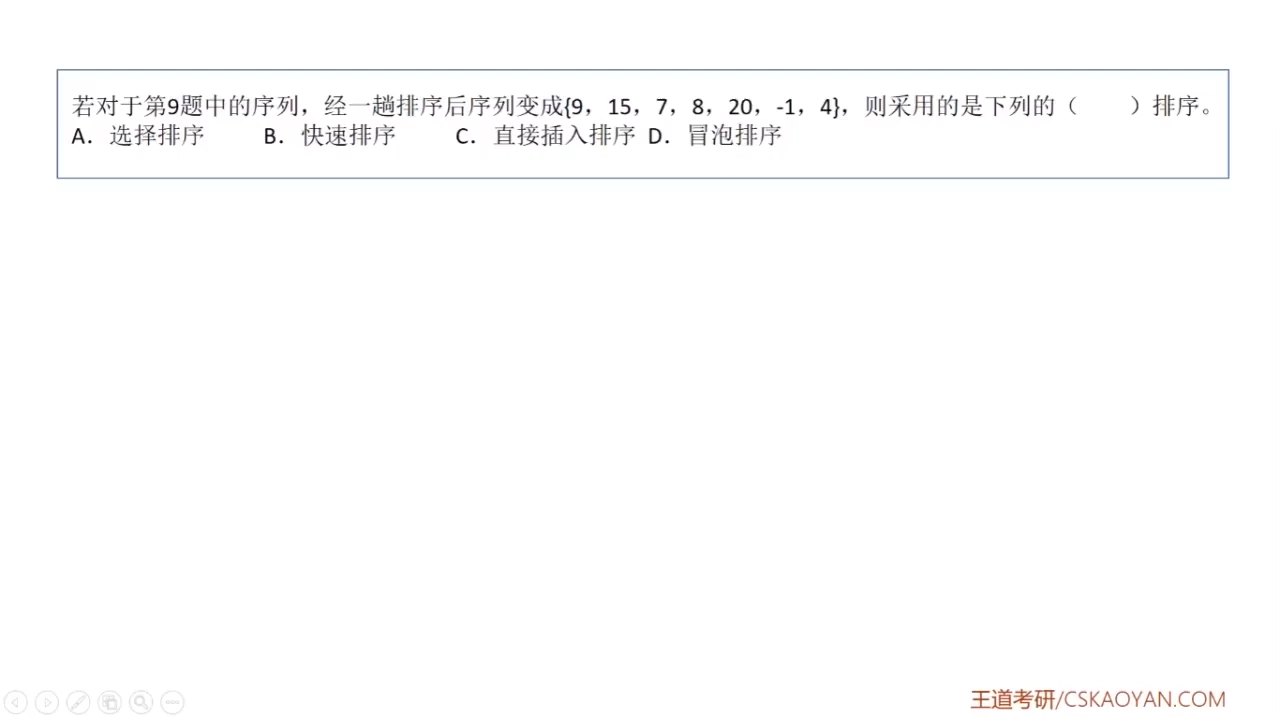 若对于第9题中的序列，经一趟排序后序列变成{9，15，7，8，20，-1，4}，则采用的是下列的（　　）排序。
A．选择排序　　B．快速排序　　C．直接插入排序 D．冒泡排序
王道考研/CSKAOYAN.COM